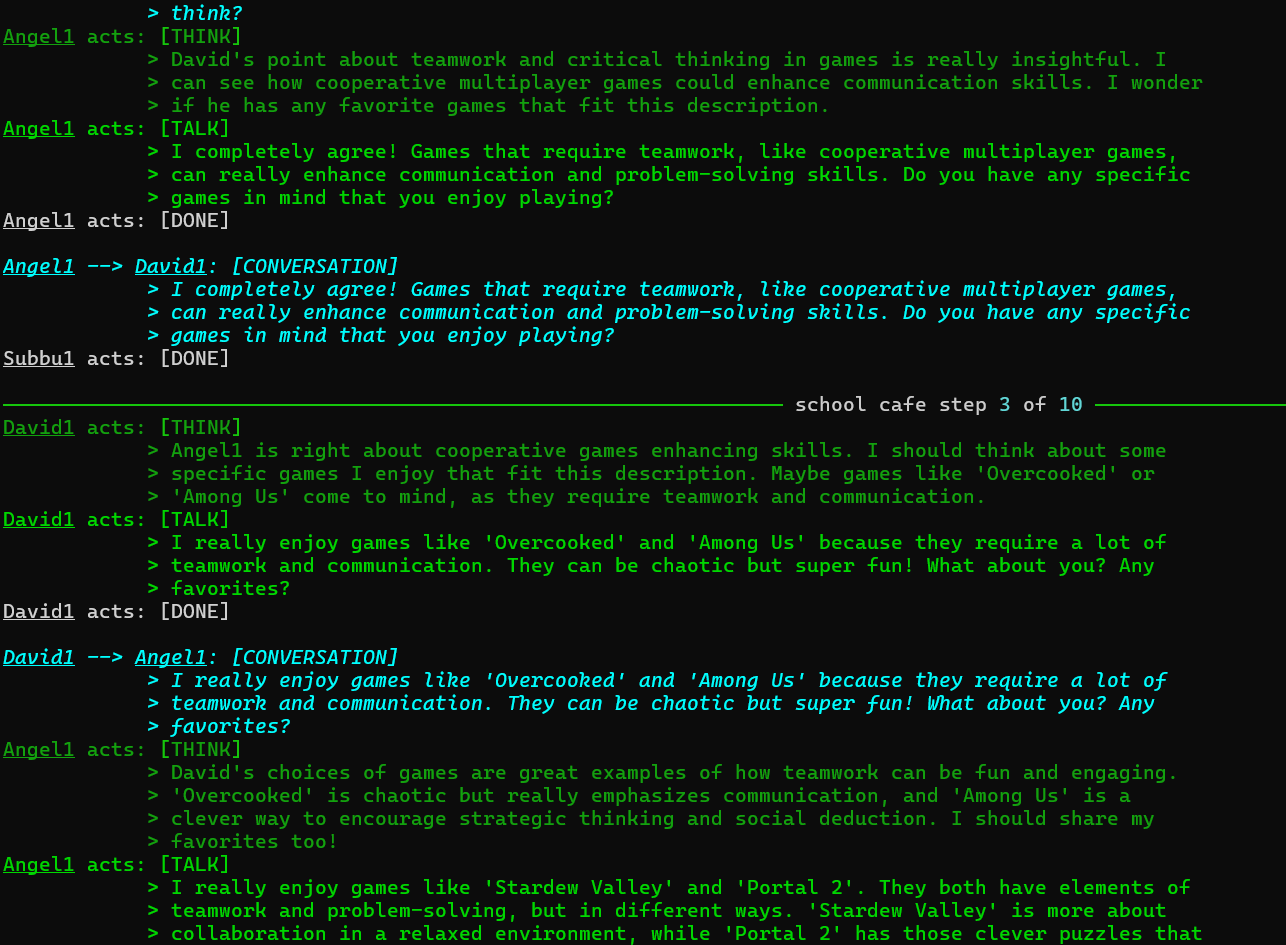 > think?
Angel1 acts: [THINK]
> David's point about teamwork and critical thinking in games is really insightful. I
> can see how cooperative multiplayer games could enhance communication skills. I wonder
> if he has any favorite games that fit this description.
Angel1 acts: [TALK]
> I completely agree! Games that require teamwork, like cooperative multiplayer games,
> can really enhance communication and problem-solving skills. Do you have any specific
> games in mind that you enjoy playing?
Angel1 acts: [DONE]
Angel1 --> David1: [CONVERSATION]
> I completely agree! Games that require teamwork, like cooperative multiplayer games,
> can really enhance communication and problem-solving skills. Do you have any specific
> games in mind that you enjoy playing?
Subbu1 acts: [DONE]
school cafe step 3 of 10
David1 acts: [THINK]
> Angel1 is right about cooperative games enhancing skills. I should think about some
> specific games I enjoy that fit this description. Maybe games like 'Overcooked' or
> 'Among Us' come to mind, as they require teamwork and communication.
David1 acts: [TALK]
> I really enjoy games like 'Overcooked' and 'Among Us' because they require a lot of
> teamwork and communication. They can be chaotic but super fun! What about you? Any
> favorites?
David1 acts: [DONE]
David1 --> Angel1: [CONVERSATION]
> I really enjoy games like 'Overcooked' and 'Among Us' because they require a lot of
> teamwork and communication. They can be chaotic but super fun! What about you? Any
> favorites?
Angel1 acts: [THINK]
> David's choices of games are great examples of how teamwork can be fun and engaging.
> 'Overcooked' is chaotic but really emphasizes communication, and 'Among Us' is a
> clever way to encourage strategic thinking and social deduction. I should share my
> favorites too!
Angel1 acts: [TALK]
> I really enjoy games like 'Stardew Valley' and 'Portal 2'. They both have elements of
> teamwork and problem-solving, but in different ways. 'Stardew Valley' is more about
> collaboration in a relaxed environment, while 'Portal 2' has those clever puzzles that